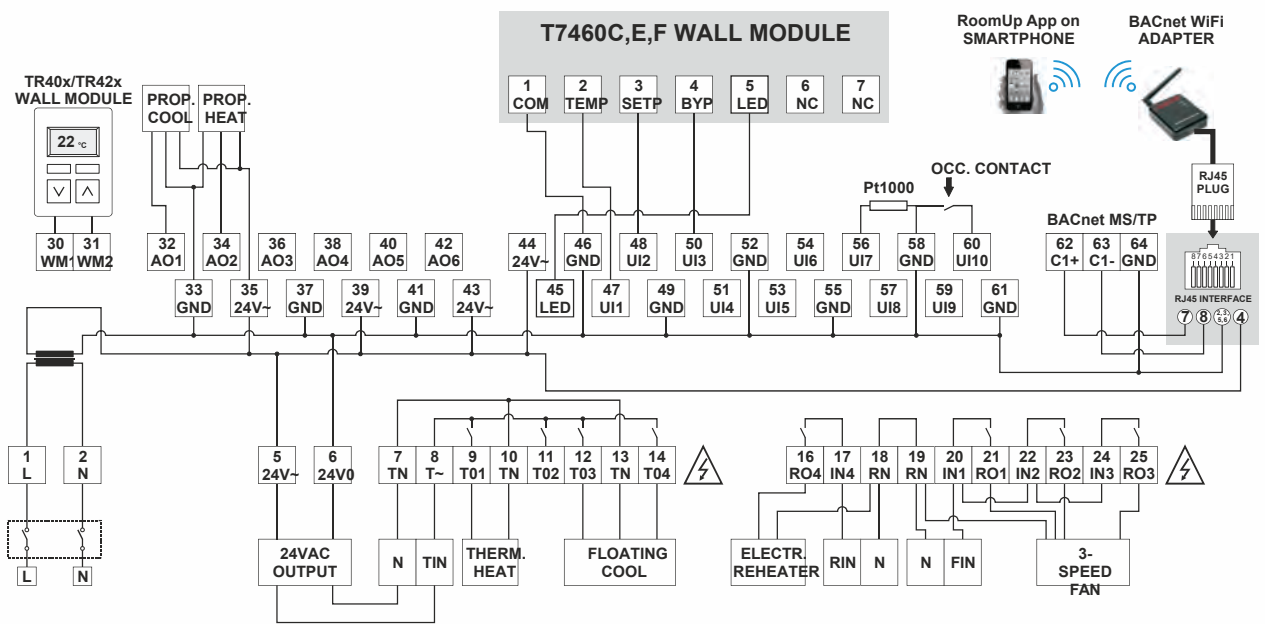 T7460C,E,F WALL MODULE
1
COM
2
TEMP
3
SETP
4
BYP
5
LED
6
NC
7
NC
RoomUp App on
SMARTPHONE
BACnet WiFi
ADAPTER
TR40x/TR42x
WALL MODULE
22 °C
PROP.
COOL
PROP.
HEAT
OCC. CONTACT
Pt1000
RJ45
PLUG
BACnet MS/TP
30
WM1
31
WM2
32
AO1
34
AO2
36
AO3
38
AO4
40
AO5
42
AO6
44
24V~
46
GND
48
UI2
50
UI3
52
GND
54
UI6
56
UI7
58
GND
60
UI10
62
C1+
63
C1-
64
GND
87654321
RJ45 INTERFACE
7
8
2,3,
5,6
4
33
GND
35
24V~
37
GND
39
24V~
41
GND
43
24V~
45
LED
47
UI1
49
GND
51
UI4
53
UI5
55
GND
57
UI8
59
UI9
61
GND
1
L
2
N
5
24V~
6
24V0
7
TN
8
T~
9
T01
10
TN
11
T02
12
T03
13
TN
14
T04
16
RO4
17
IN4
18
RN
19
RN
20
IN1
21
RO1
22
IN2
23
RO2
24
IN3
25
RO3
L
N
24VAC
OUTPUT
N
TIN
THERM.
HEAT
FLOATING
COOL
ELECTR.
REHEATER
RIN
N
N
FIN
3-
SPEED
FAN